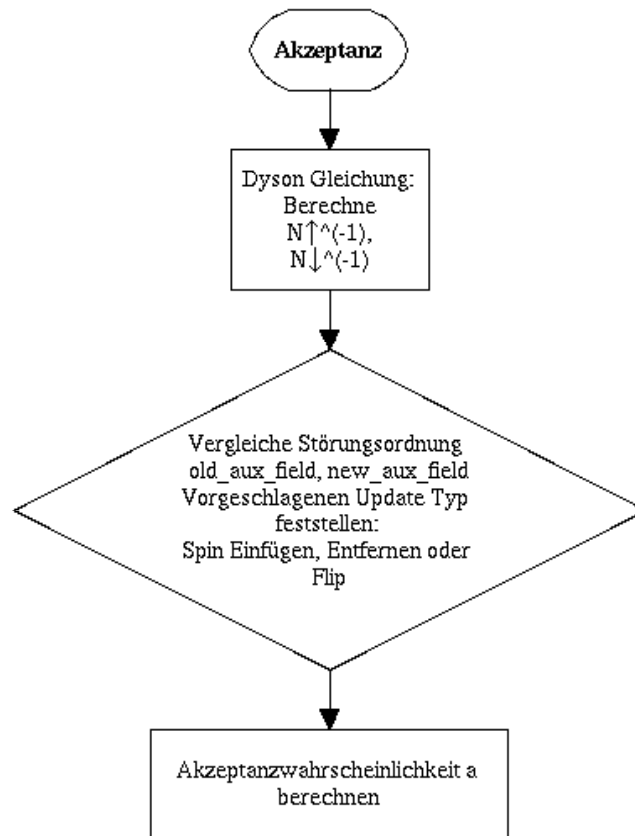 Akzeptanz
Dyson Gleichung:
Berechne
N↑^(-1),
N↓^(-1)
Vergleiche Störungsordnung
old_aux_field, new_aux_field
Vorgeschlagenen Update Typ
feststellen:
Spin Einfügen, Entfernen oder
Flip
Akzeptanzwahrscheinlichkeit a
berechnen